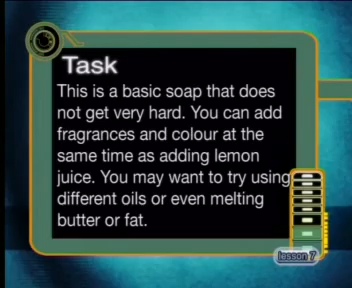 Task
This is a basic soap that does
not get very hard. You can add
fragrances and colour at the
same time as adding lemon
juice. You may want to try using
different oils or even melting
butter or fat.
lesson 7